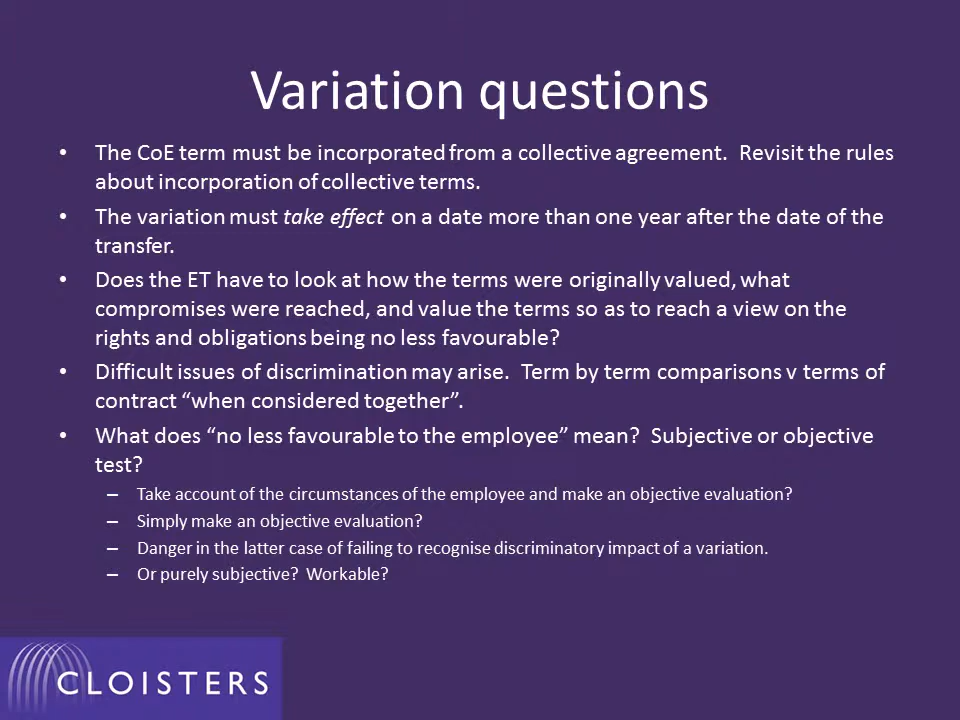 Variation questions
• The CoE term must be incorporated from a collective agreement.  Revisit the rules
about incorporation of collective terms.
• The variation must take effect on a date more than one year after the date of the
transfer.
• Does the ET have to look at how the terms were originally valued, what
compromises were reached, and value the terms so as to reach a view on the
rights and obligations being no less favourable?
• Difficult issues of discrimination may arise.  Term by term comparisons v terms of
contract “when considered together”.
• What does “no less favourable to the employee” mean?  Subjective or objective
test?
– Take account of the circumstances of the employee and make an objective evaluation?
– Simply make an objective evaluation?
– Danger in the latter case of failing to recognise discriminatory impact of a variation.
– Or purely subjective?  Workable?
CLOISTERS